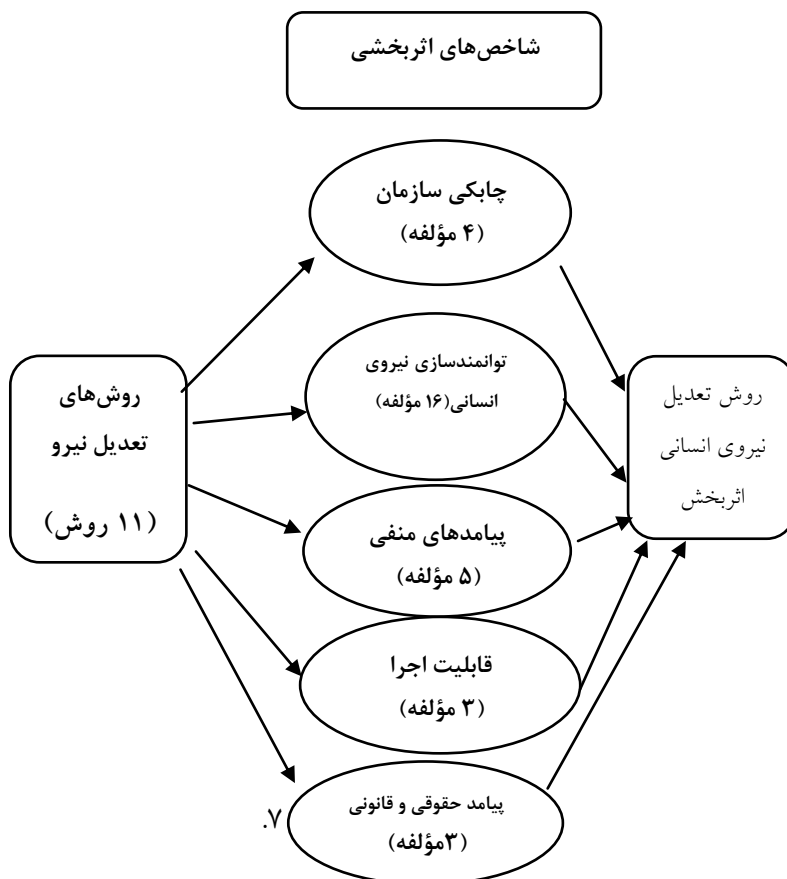 شاخص‌های اثربخشی
چابکی سازمان
(۴ مؤلفه)
توانمندسازی نیروی
انسانی(۱۶ مؤلفه)
پیامدهای منفی
(۵ مؤلفه)
قابلیت اجرا
(۳ مؤلفه)
پیامد حقوقی و قانونی
(۳مؤلفه)
۷.
روش‌های
تعدیل نیرو
(۱۱ روش)
روش تعدیل
نیروی انسانی
اثربخش